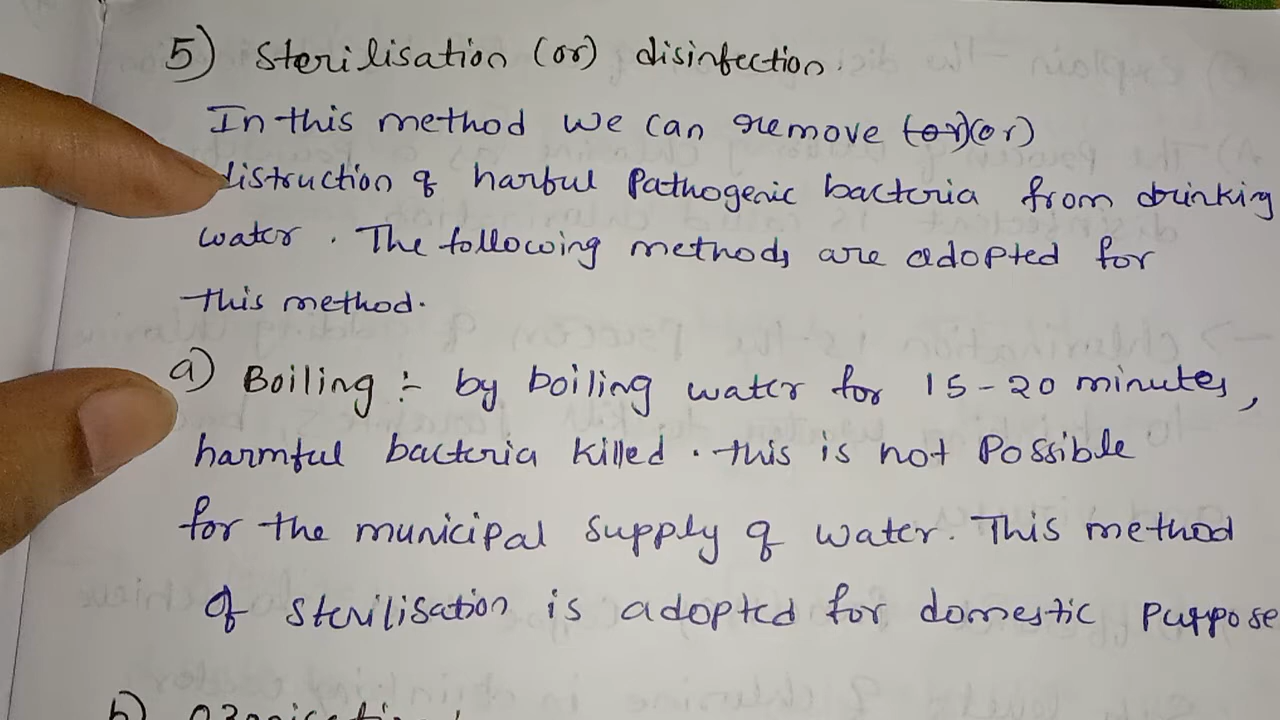 5) Sterilisation (or) disinfection.
In this method we can remove (or)(or)
distruction of harful Pathogenic bacteria from drinking
water. The following methods are adopted for
this method.
a) Boiling :- by boiling water for 15-20 minutes,
harmful bacteria killed. this is not Possible
for the municipal supply of water. This method
of sterilisation is adopted for domestic purpose
b)